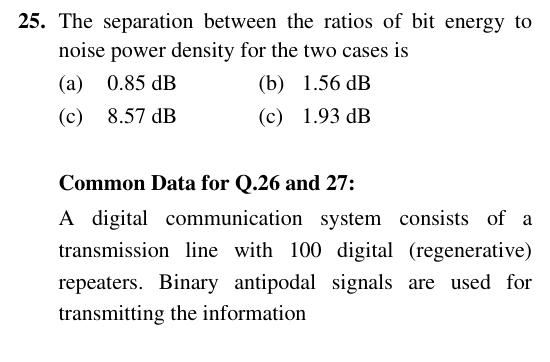 25. The separation between the ratios of bit energy to
noise power density for the two cases is
(a) 0.85 dB (b) 1.56 dB
(c) 8.57 dB (c) 1.93 dB
Common Data for Q.26 and 27:
A digital communication system consists of a
transmission line with 100 digital (regenerative)
repeaters. Binary antipodal signals are used for
transmitting the information